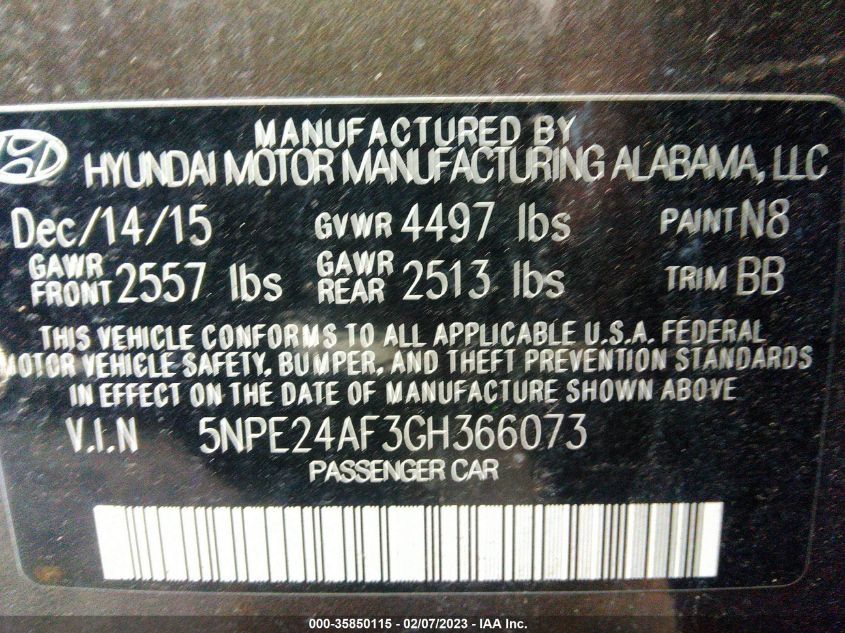 MANUFACTURED BY
HYUNDAI MOTOR MANUFACTURING ALABAMA, LLC
Dec/14/15 GVWR 4497 lbs PAINT N8
GAWR FRONT 2557 lbs GAWR REAR 2513 lbs TRIM BB
THIS VEHICLE CONFORMS TO ALL APPLICABLE U.S.A. FEDERAL
MOTOR VEHICLE SAFETY, BUMPER, AND THEFT PREVENTION STANDARDS
IN EFFECT ON THE DATE OF MANUFACTURE SHOWN ABOVE
V.I.N 5NPE24AF3GH366073
PASSENGER CAR
000-35850115 - 02/07/2023 - IAA Inc.